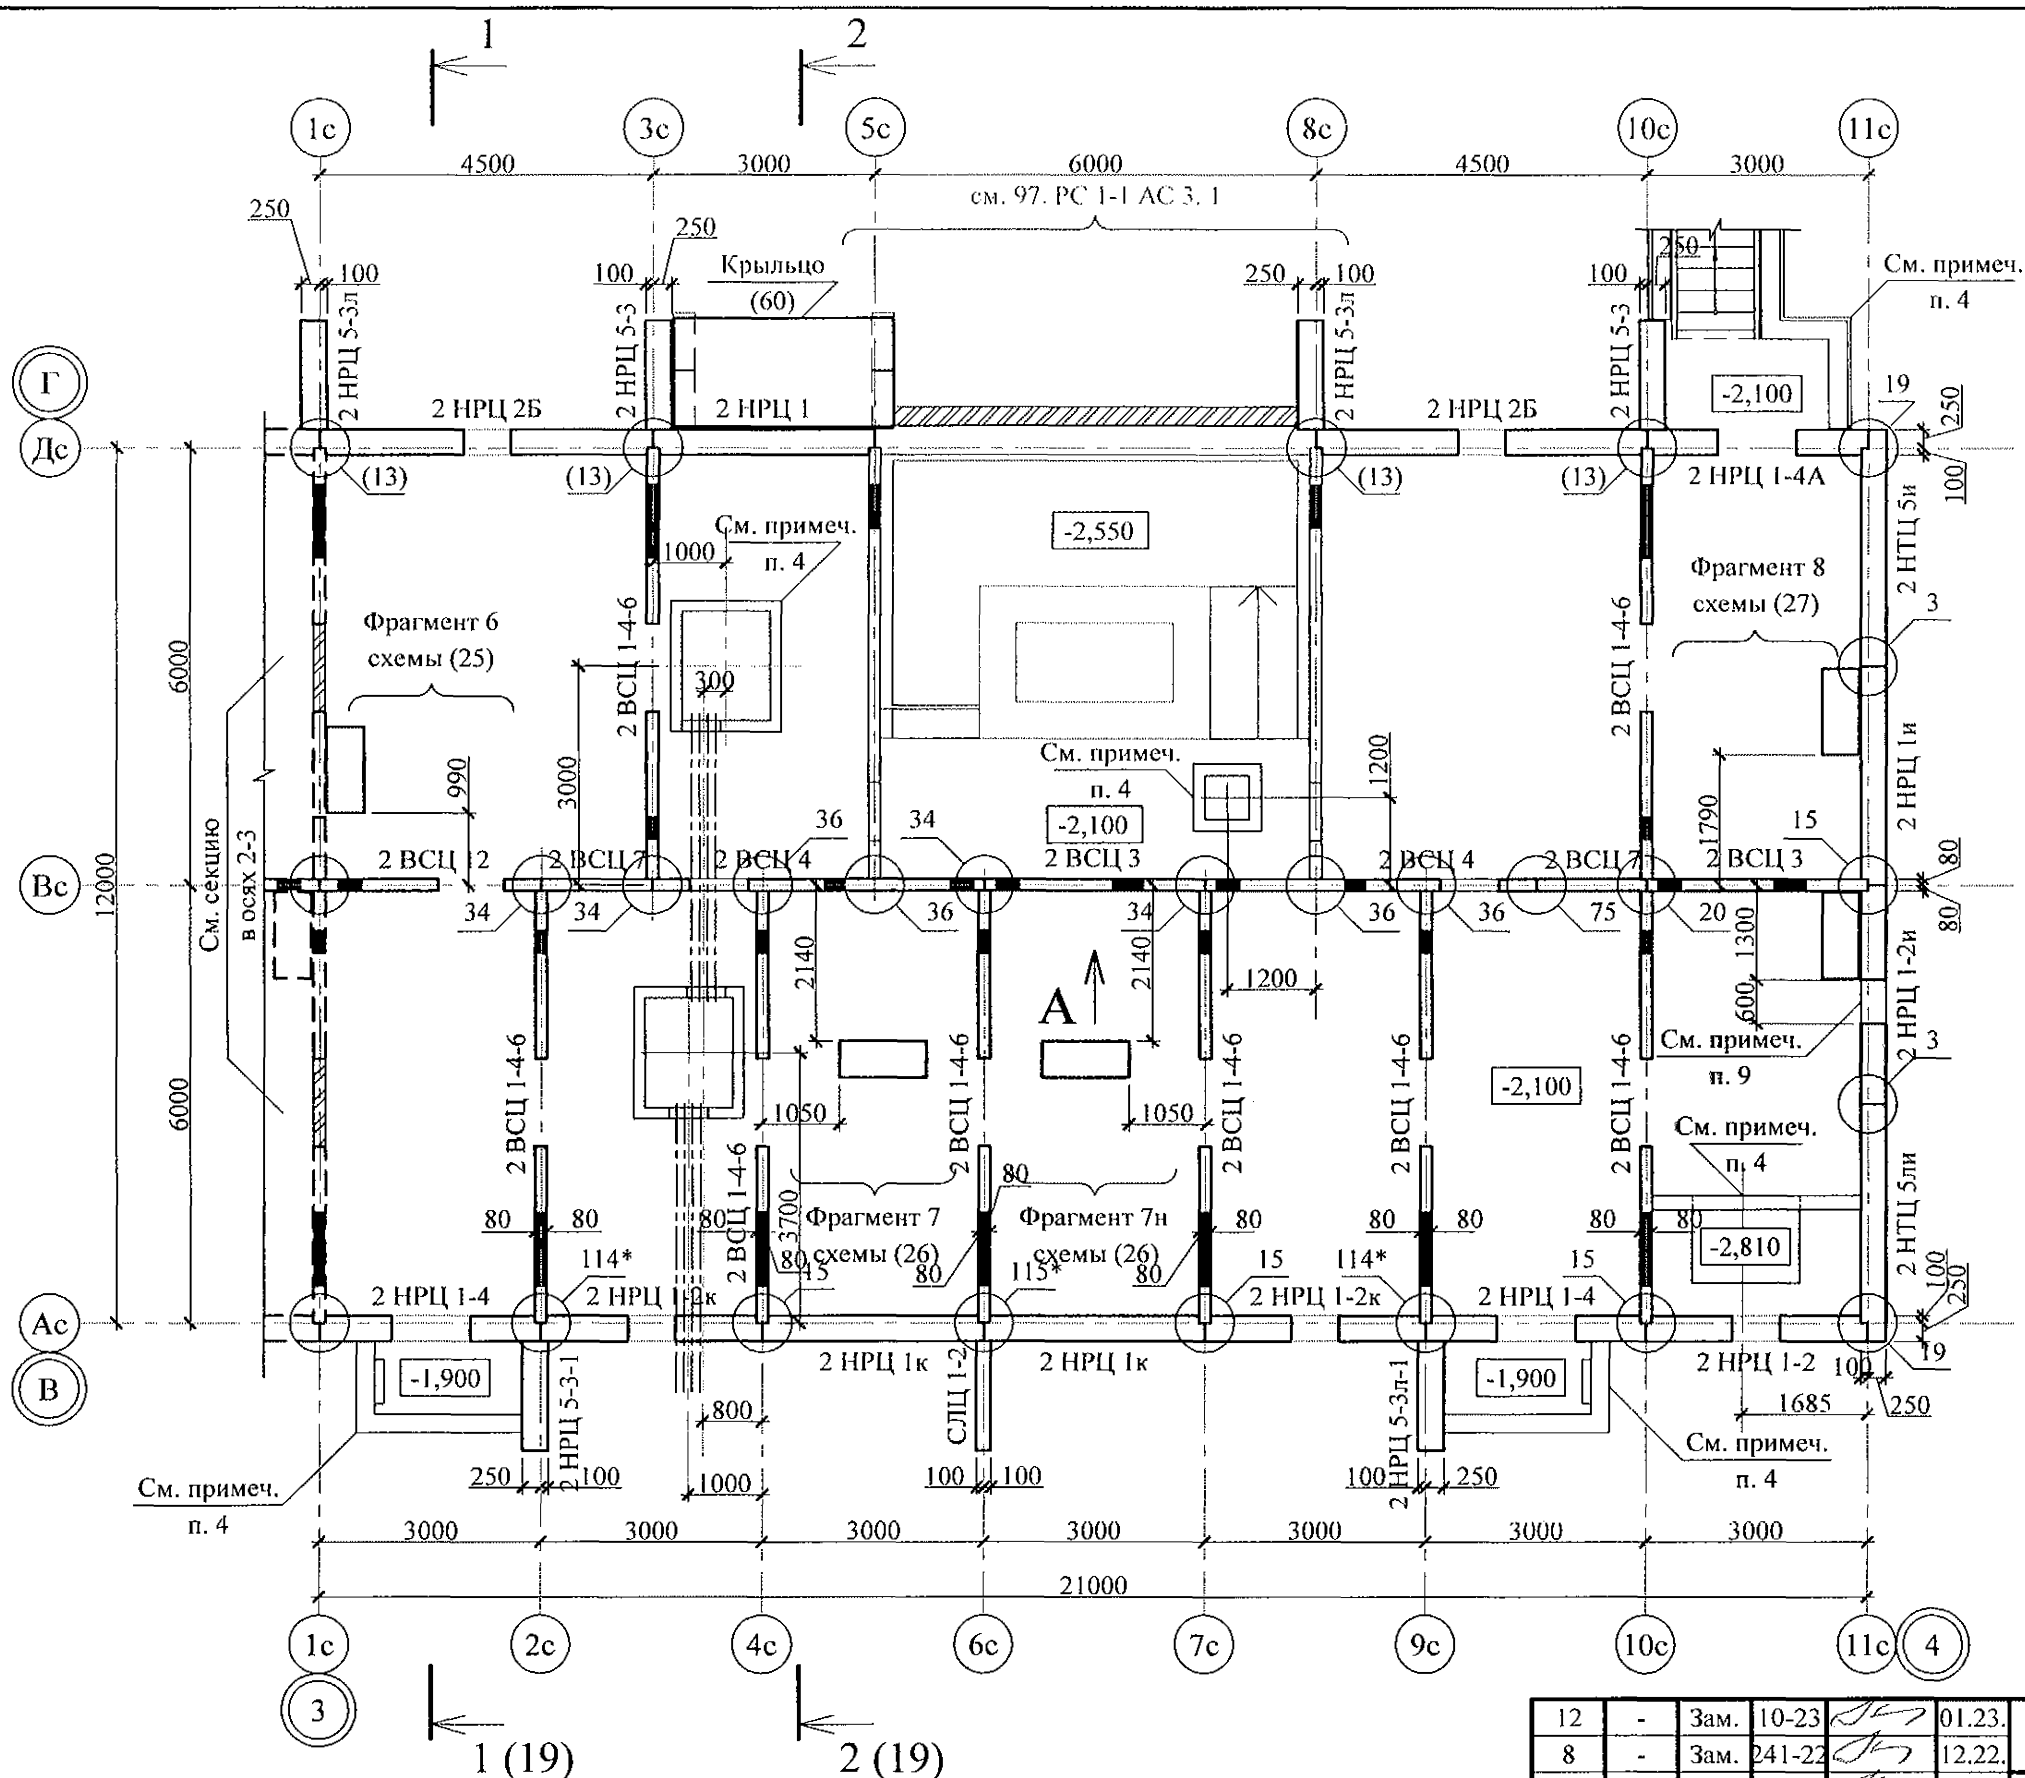 1
2
1с
3с
5с
8с
10с
11с
4500
3000
6000
4500
3000
см. 97. РС 1-1 АС 3. 1
250
250
250
Крыльцо
(60)
См. примеч.
п. 4
100
100
250
100
100
2 НРЦ 5-3л
2 НРЦ 5-3
2 НРЦ 5-3л
2 НРЦ 5-3
Г
-2,100
19
250
2 НРЦ 2Б
2 НРЦ 1
2 НРЦ 2Б
Дс
(13)
(13)
(13)
(13)
2 НРЦ 1-4А
100
См. примеч.
п. 4
1000
-2,550
2 НТЦ 5и
Фрагмент 6
схемы (25)
Фрагмент 8
схемы (27)
3
6000
2 ВСЦ 1-4-6
300
2 ВСЦ 1-4-6
3000
990
См. примеч.
п. 4
1200
1790
2 НРЦ 1и
См. секцию
в осях 2-3
12000
36
34
-2,100
15
80
Вс
2 ВСЦ 12
2 ВСЦ 7
2 ВСЦ 4
2 ВСЦ 3
2 ВСЦ 4
2 ВСЦ 7
2 ВСЦ 3
34
34
36
34
36
36
75
20
80
2140
2140
1300
2 НРЦ 1-2и
1200
А
600
См. примеч.
п. 9
3
6000
2 ВСЦ 1-4-6
2 ВСЦ 1-4-6
2 ВСЦ 1-4-6
2 ВСЦ 1-4-6
2 ВСЦ 1-4-6
2 ВСЦ 1-4-6
-2,100
1050
1050
См. примеч.
п. 4
80
3700
80
80
80
Фрагмент 7
схемы (26)
Фрагмент 7н
схемы (26)
80
80
80
80
80
80
80
80
-2,810
2 НТЦ 5ли
114*
15
115*
15
114*
15
100
250
2 НРЦ 1-4
2 НРЦ 1-2к
2 НРЦ 1-2к
2 НРЦ 1-4
Ас
В
-1,900
2 НРЦ 1к
2 НРЦ 1к
-1,900
2 НРЦ 1-2
19
100
250
1685
2 НРЦ 5-3-1
800
СЛЦ 1-2
2 НРЦ 5-3л-1
См. примеч.
п. 4
См. примеч.
п. 4
250
100
1000
100
100
100
250
3000
3000
3000
3000
3000
3000
3000
21000
1с
2с
4с
6с
7с
9с
10с
11с
4
3
1 (19)
2 (19)
12 - Зам. 10-23 01.23.
8 - Зам. 241-22 12.22.